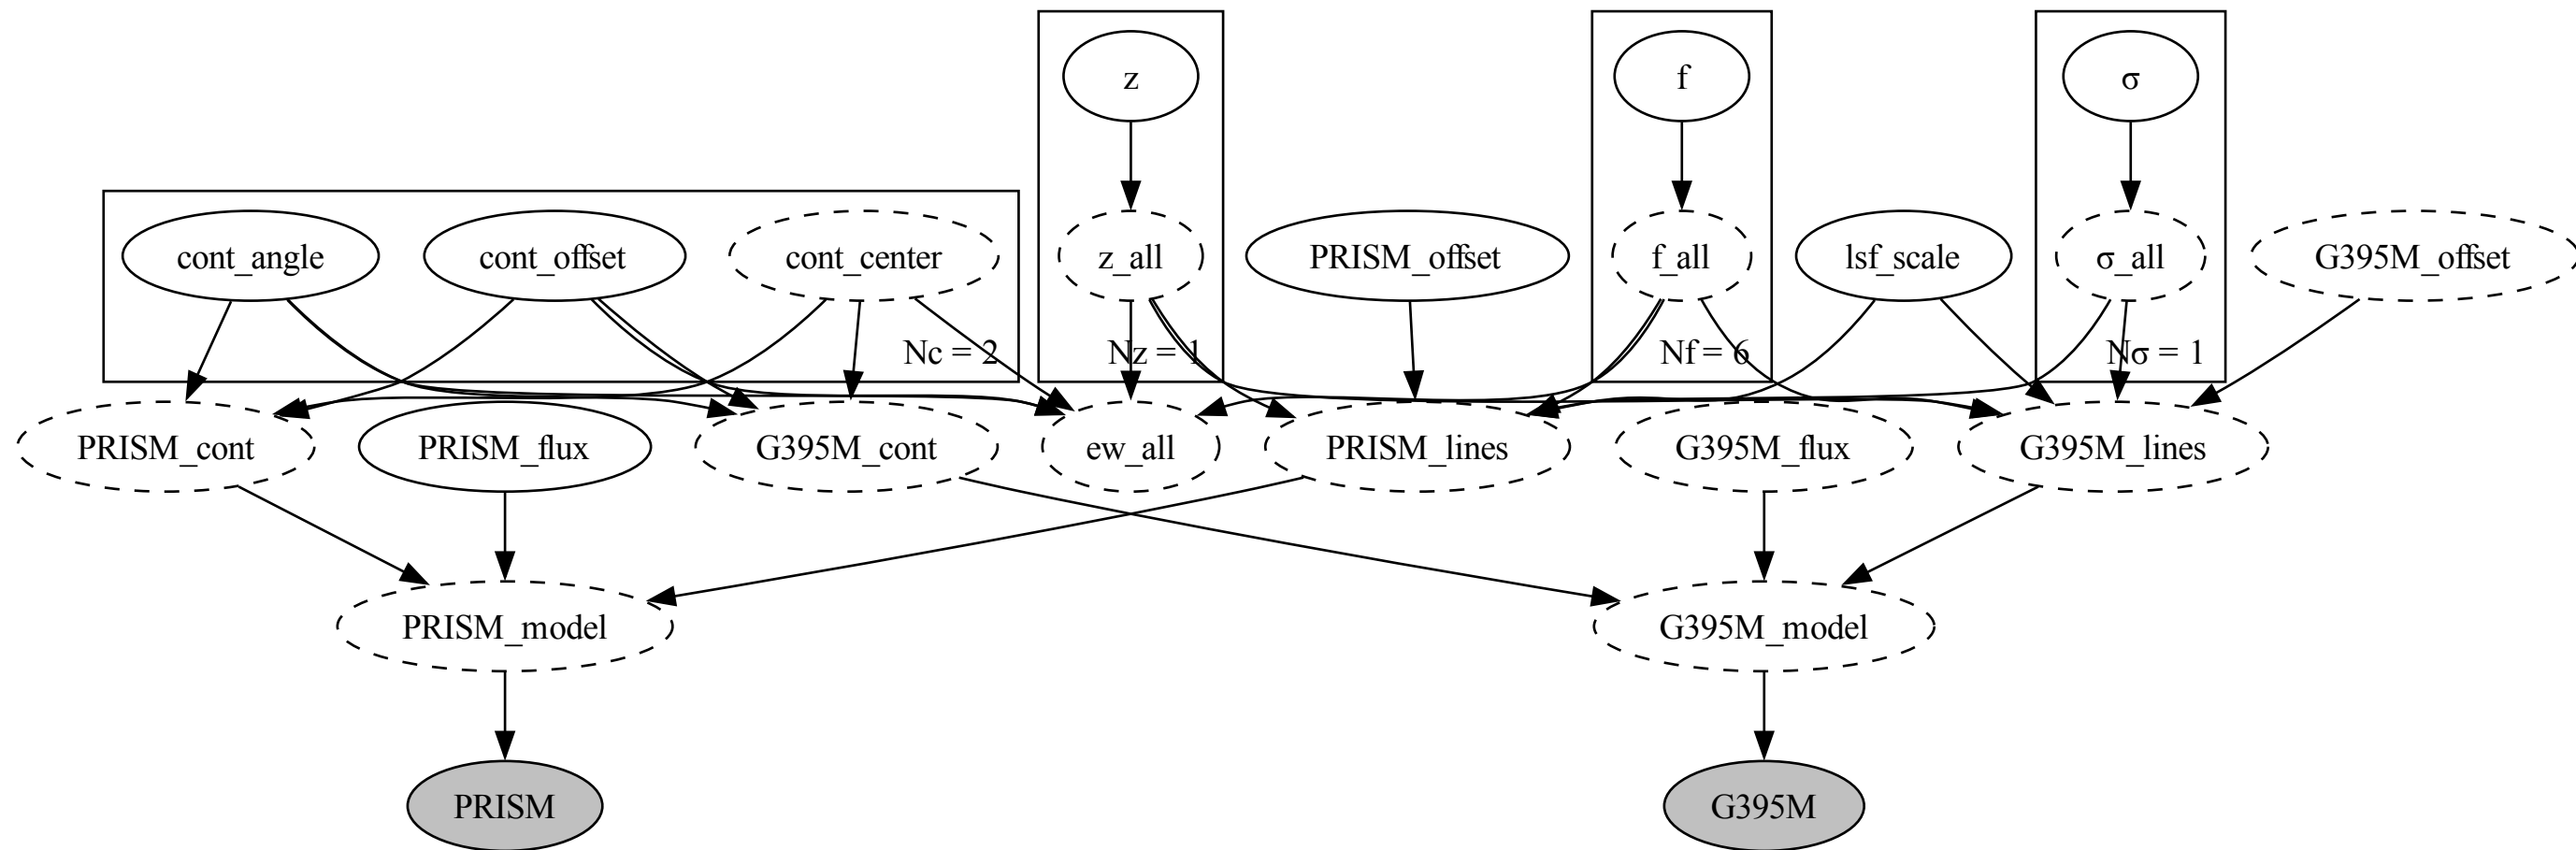 z
f
σ
cont_angle
cont_offset
cont_center
z_all
PRISM_offset
f_all
lsf_scale
σ_all
G395M_offset
Nc = 2
Nz = 1
Nf = 6
Nσ = 1
PRISM_cont
PRISM_flux
G395M_cont
ew_all
PRISM_lines
G395M_flux
G395M_lines
PRISM_model
G395M_model
PRISM
G395M